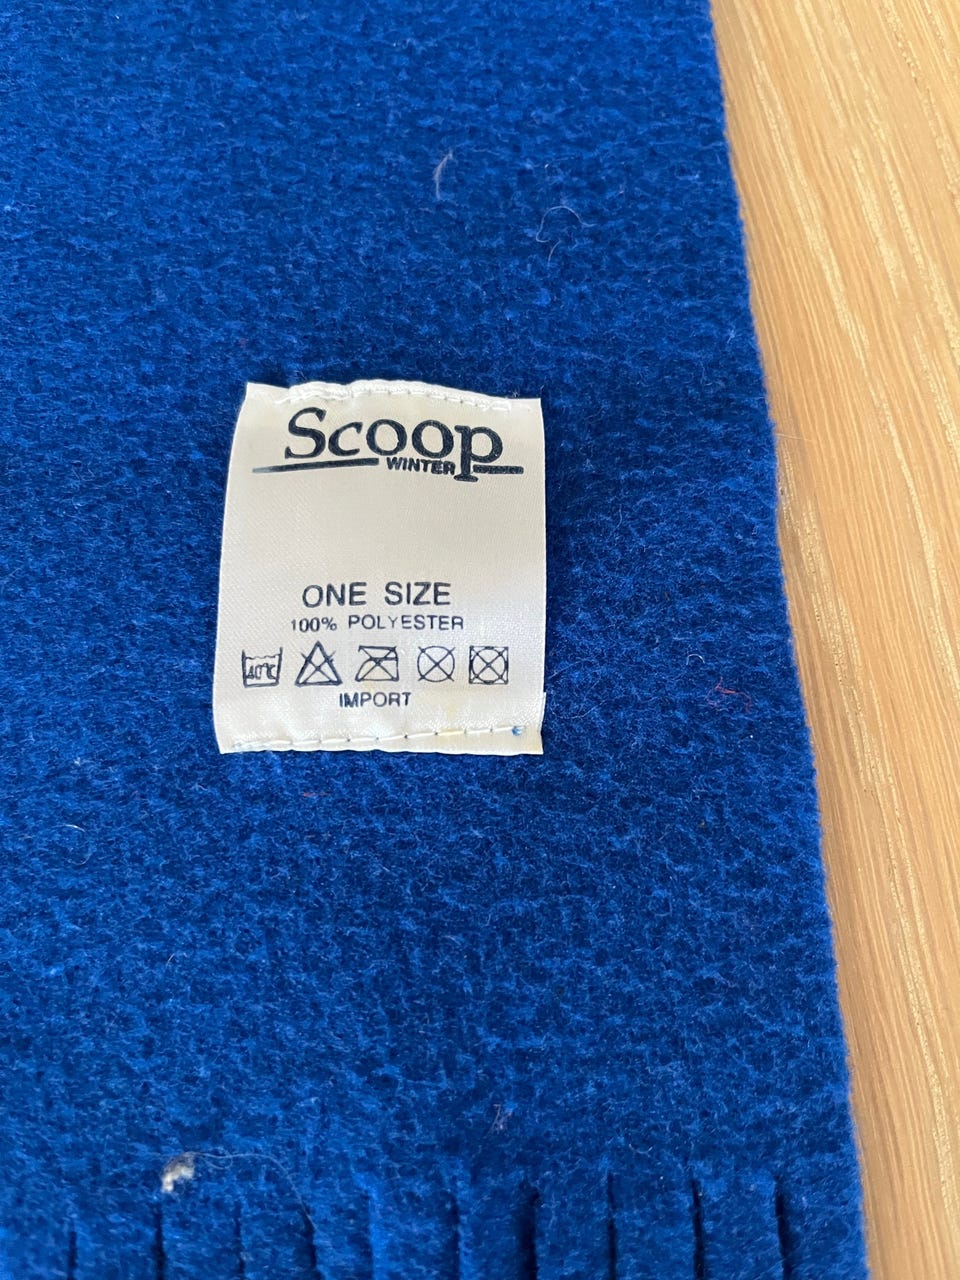 Scoop
WINTER
ONE SIZE
100% POLYESTER
40°C
IMPORT